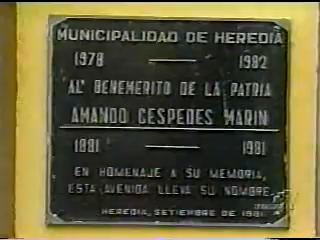 MUNICIPALIDAD DE HEREDIA
1978 — 1982
AL BENEMERITO DE LA PATRIA
AMANDO CESPEDES MARIN
1881 — 1981
EN HOMENAJE A SU MEMORIA,
ESTA AVENIDA LLEVA SU NOMBRE
HEREDIA, SETIEMBRE DE 1981